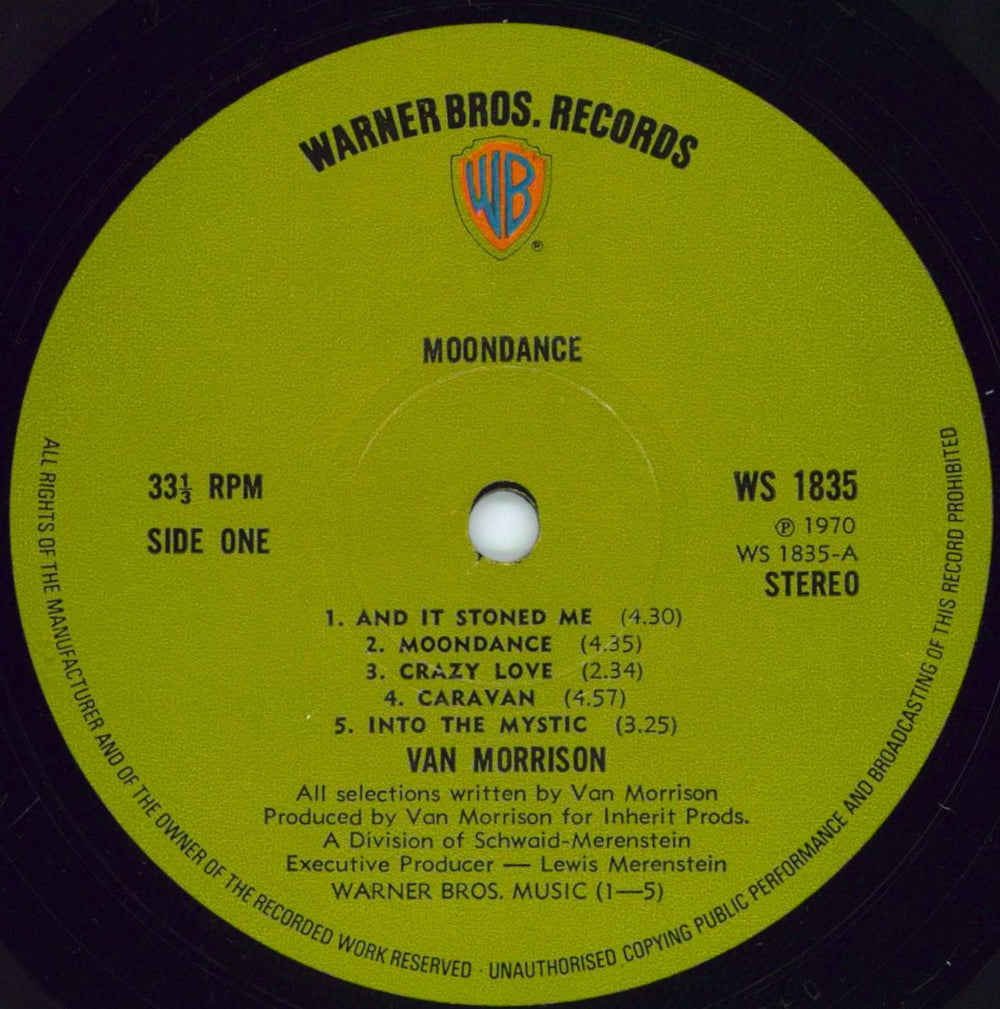 WARNER BROS. RECORDS
WB
®
MOONDANCE
33⅓ RPM
SIDE ONE
WS 1835
℗ 1970
WS 1835-A
STEREO
1. AND IT STONED ME (4.30)
2. MOONDANCE (4.35)
3. CRAZY LOVE (2.34)
4. CARAVAN (4.57)
5. INTO THE MYSTIC (3.25)
VAN MORRISON
All selections written by Van Morrison
Produced by Van Morrison for Inherit Prods.
A Division of Schwaid-Merenstein
Executive Producer — Lewis Merenstein
WARNER BROS. MUSIC (1—5)
ALL RIGHTS OF THE MANUFACTURER AND OF THE OWNER OF THE RECORDED WORK RESERVED · UNAUTHORISED COPYING PUBLIC PERFORMANCE AND BROADCASTING OF THIS RECORD PROHIBITED